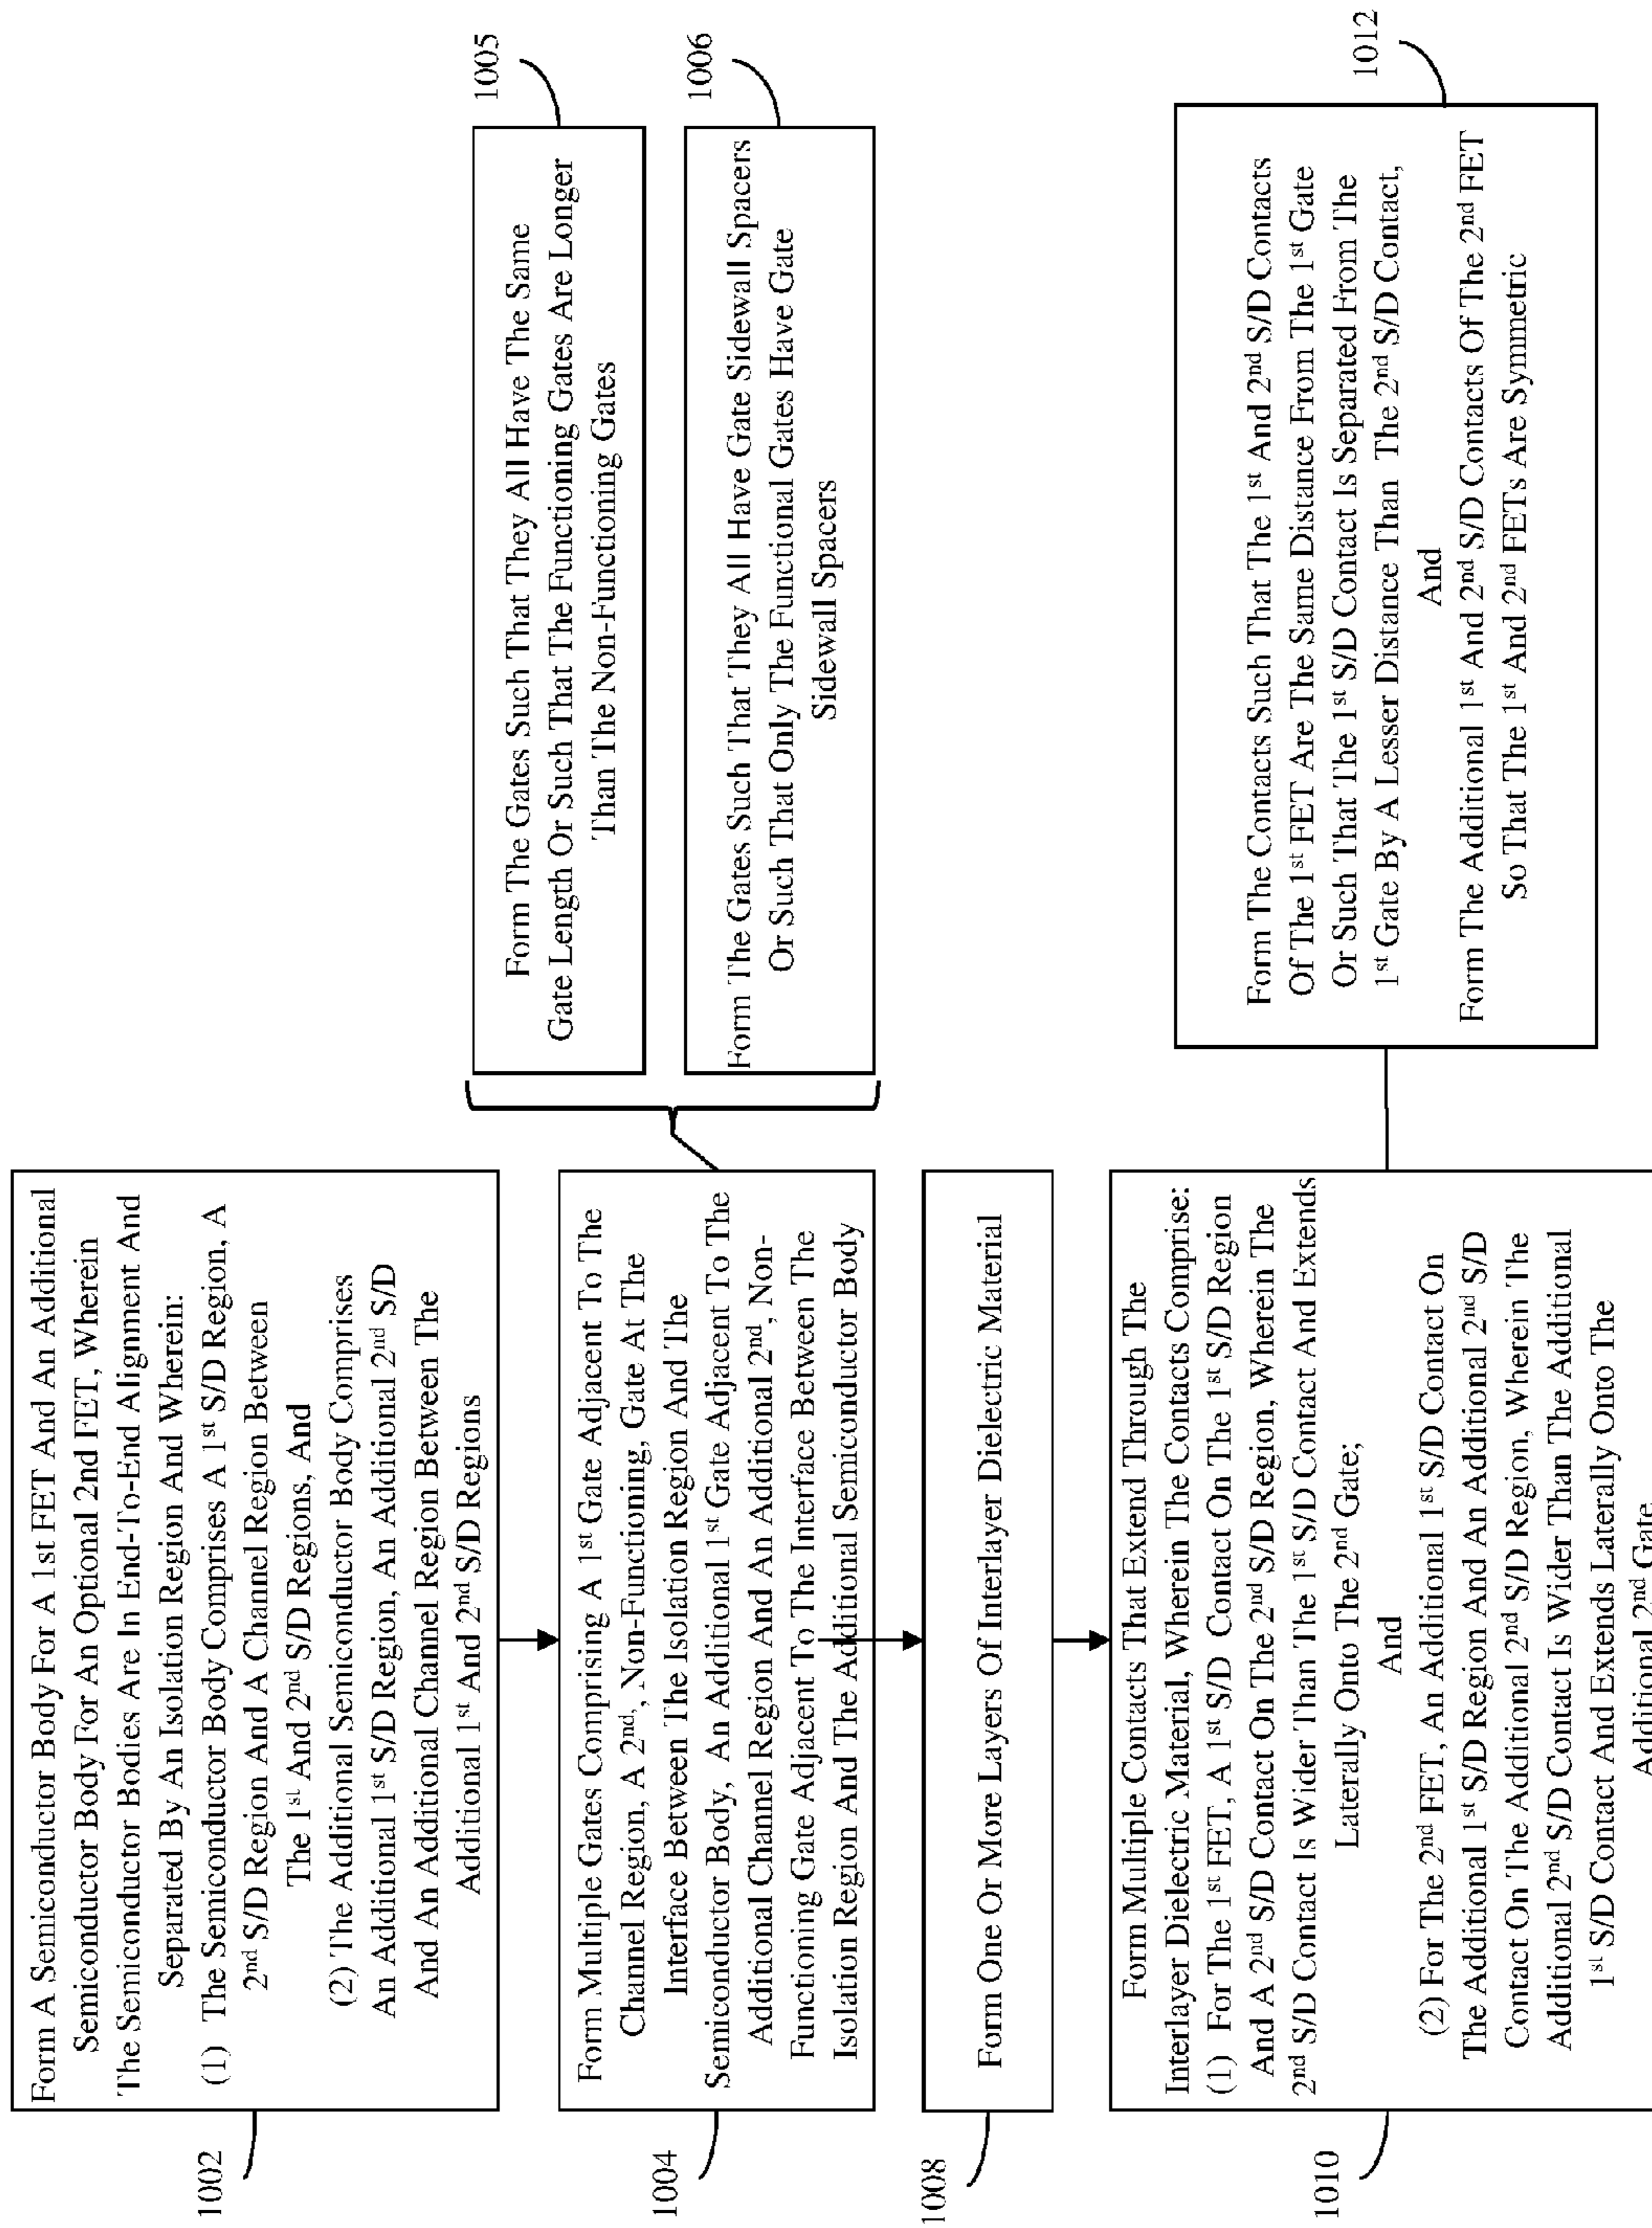 1002
Form A Semiconductor Body For A 1st FET And An Additional
Semiconductor Body For An Optional 2nd FET, Wherein
The Semiconductor Bodies Are In End-To-End Alignment And
Separated By An Isolation Region And Wherein:
(1) The Semiconductor Body Comprises A 1st S/D Region, A
2nd S/D Region And A Channel Region Between
The 1st And 2nd S/D Regions, And
(2) The Additional Semiconductor Body Comprises
An Additional 1st S/D Region, An Additional 2nd S/D
And An Additional Channel Region Between The
Additional 1st And 2nd S/D Regions
1004
Form Multiple Gates Comprising A 1st Gate Adjacent To The
Channel Region, A 2nd, Non-Functioning, Gate At The
Interface Between The Isolation Region And The
Semiconductor Body, An Additional 1st Gate Adjacent To The
Additional Channel Region And An Additional 2nd, Non-
Functioning Gate Adjacent To The Interface Between The
Isolation Region And The Additional Semiconductor Body
1005
Form The Gates Such That They All Have The Same
Gate Length Or Such That The Functioning Gates Are Longer
Than The Non-Functioning Gates
1006
Form The Gates Such That They All Have Gate Sidewall Spacers
Or Such That Only The Functional Gates Have Gate
Sidewall Spacers
1008
Form One Or More Layers Of Interlayer Dielectric Material
1010
Form Multiple Contacts That Extend Through The
Interlayer Dielectric Material, Wherein The Contacts Comprise:
(1) For The 1st FET, A 1st S/D Contact On The 1st S/D Region
And A 2nd S/D Contact On The 2nd S/D Region, Wherein The
2nd S/D Contact Is Wider Than The 1st S/D Contact And Extends
Laterally Onto The 2nd Gate;
And
(2) For The 2nd FET, An Additional 1st S/D Contact On
The Additional 1st S/D Region And An Additional 2nd S/D
Contact On The Additional 2nd S/D Region, Wherein The
Additional 2nd S/D Contact Is Wider Than The Additional
1st S/D Contact And Extends Laterally Onto The
Additional 2nd Gate
1012
Form The Contacts Such That The 1st And 2nd S/D Contacts
Of The 1st FET Are The Same Distance From The 1st Gate
Or Such That The 1st S/D Contact Is Separated From The
1st Gate By A Lesser Distance Than The 2nd S/D Contact,
And
Form The Additional 1st And 2nd S/D Contacts Of The 2nd FET
So That The 1st And 2nd FETs Are Symmetric